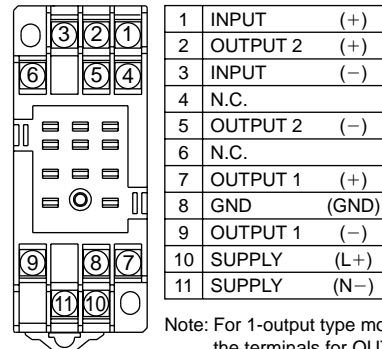 3 2 1
6 5 4
9 8 7
11 10
1 INPUT (+)
2 OUTPUT 2 (+)
3 INPUT (−)
4 N.C.
5 OUTPUT 2 (−)
6 N.C.
7 OUTPUT 1 (+)
8 GND (GND)
9 OUTPUT 1 (−)
10 SUPPLY (L+)
11 SUPPLY (N−)
Note: For 1-output type mo
the terminals for OUT